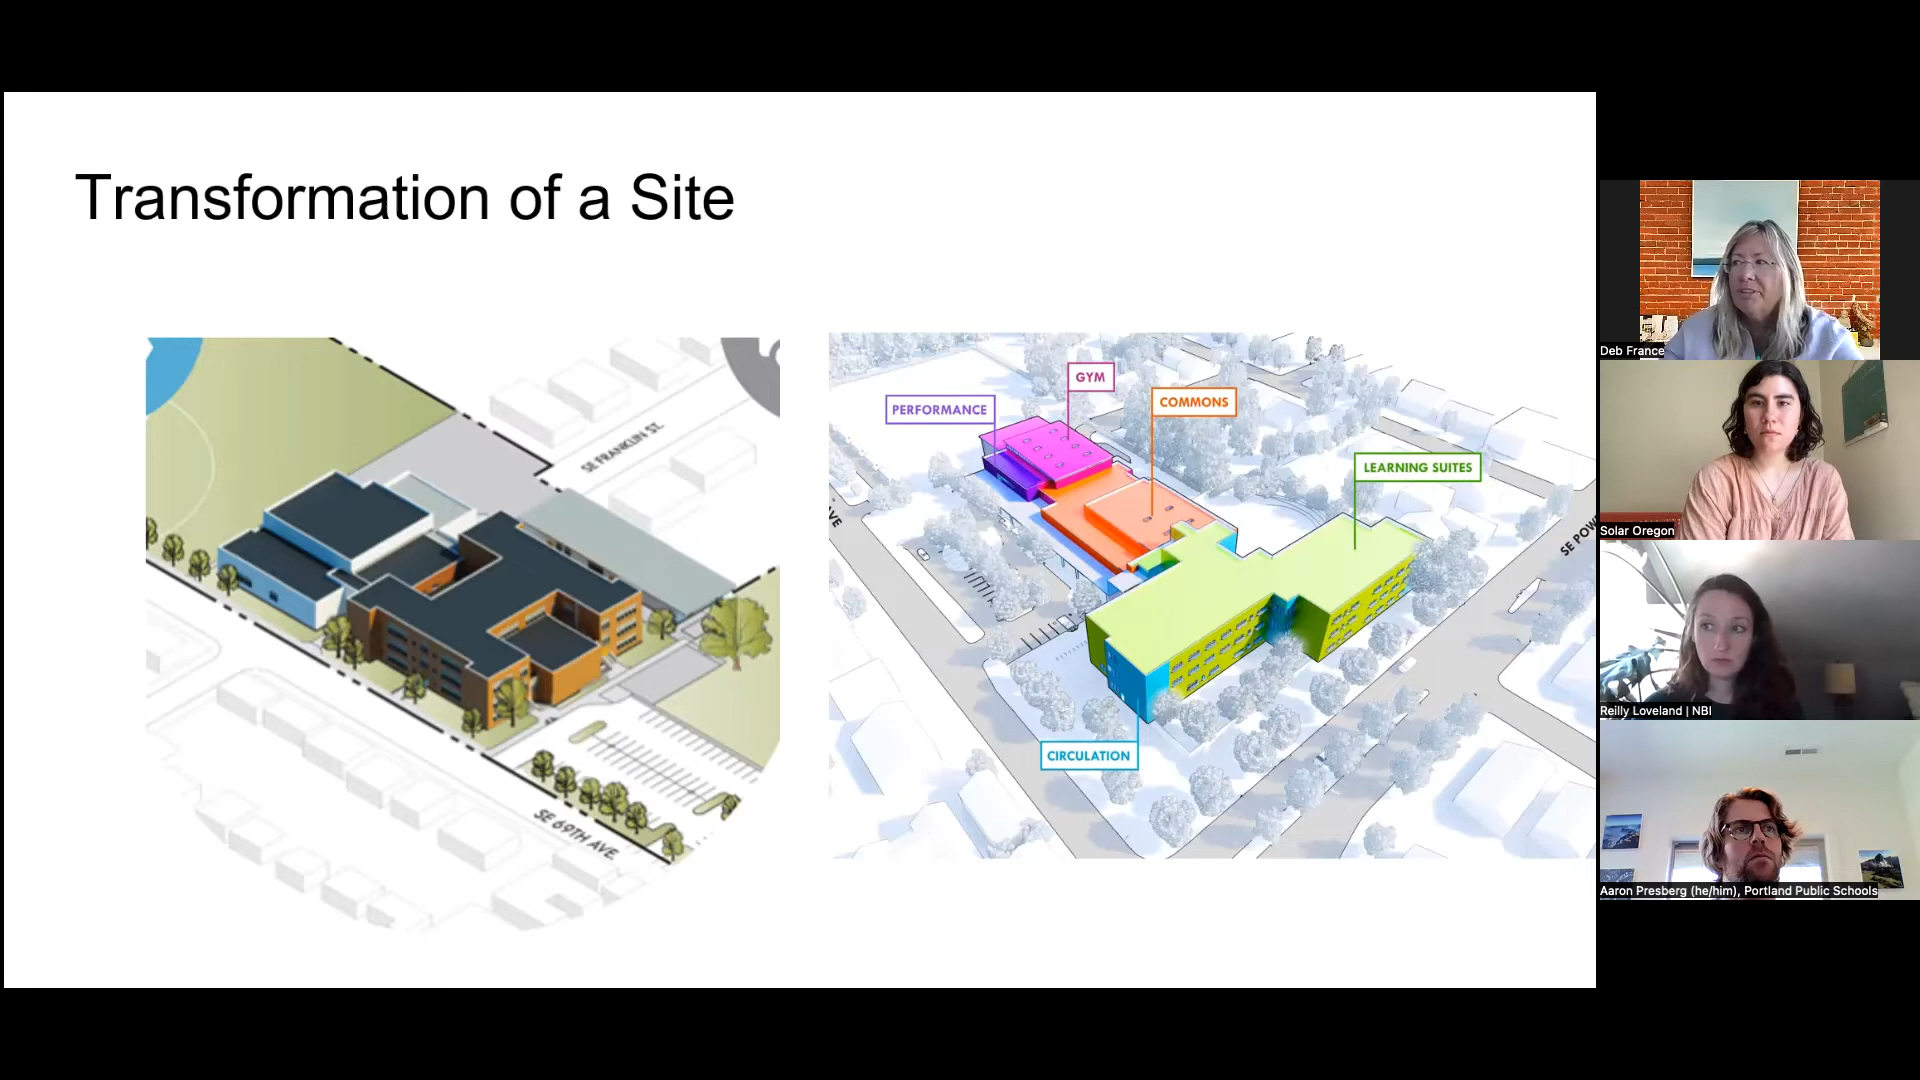 Transformation of a Site
SE FRANKLIN ST.
SE 69TH AVE.
GYM
PERFORMANCE
COMMONS
LEARNING SUITES
AVE
SE POW
CIRCULATION
Deb France
Solar Oregon
Reilly Loveland | NBI
Aaron Presberg (he/him), Portland Public Schools